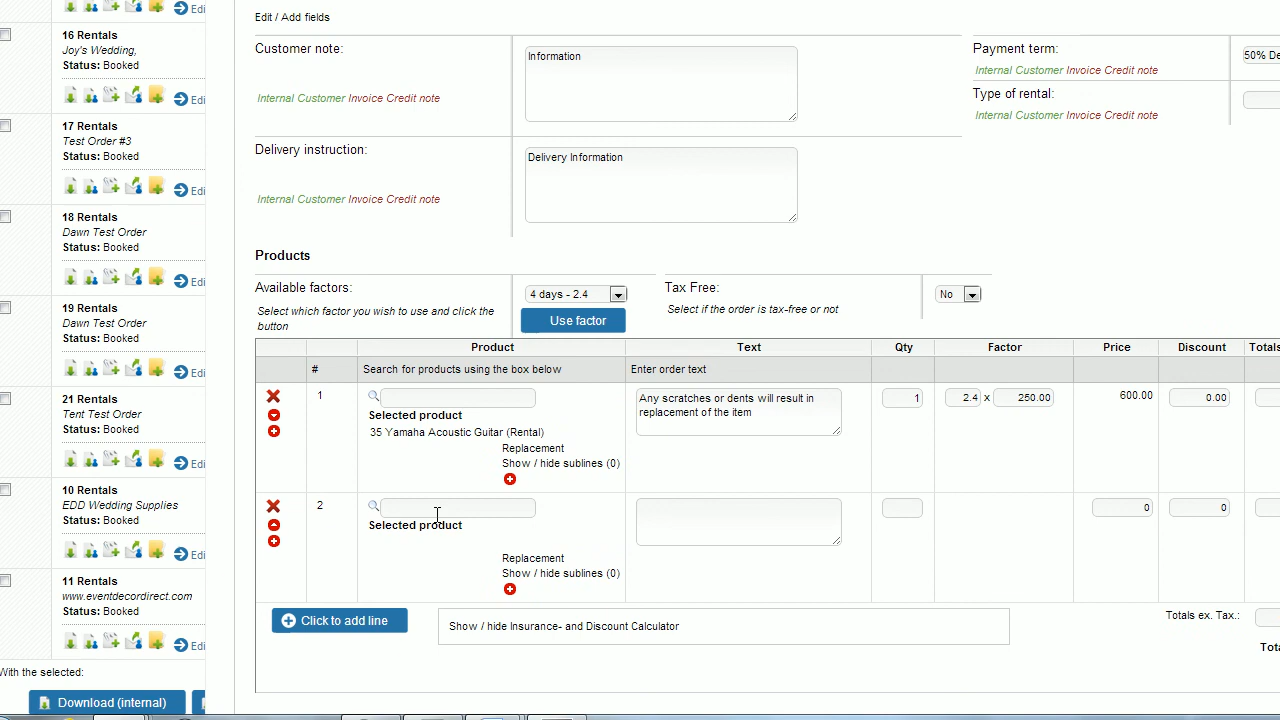 Edi
16 Rentals
Joy's Wedding,
Status: Booked
Edi
17 Rentals
Test Order #3
Status: Booked
Edi
18 Rentals
Dawn Test Order
Status: Booked
Edi
19 Rentals
Dawn Test Order
Status: Booked
Edi
21 Rentals
Tent Test Order
Status: Booked
Edi
10 Rentals
EDD Wedding Supplies
Status: Booked
Edi
11 Rentals
www.eventdecordirect.com
Status: Booked
Edi
With the selected:
Download (internal)
Edit / Add fields
Customer note:
Information
Internal Customer Invoice Credit note
Payment term:
50% De
Internal Customer Invoice Credit note
Type of rental:
Internal Customer Invoice Credit note
Delivery instruction:
Delivery Information
Internal Customer Invoice Credit note
Products
Available factors:
Select which factor you wish to use and click the
button
4 days - 2.4
Use factor
Tax Free:
Select if the order is tax-free or not
No
Product Text Qty Factor Price Discount Totals
# Search for products using the box below Enter order text
1
Selected product
35 Yamaha Acoustic Guitar (Rental)
Replacement
Show / hide sublines (0)
Any scratches or dents will result in
replacement of the item
1 2.4 x 250.00 600.00 0.00
2
Selected product
Replacement
Show / hide sublines (0)
0 0
Click to add line
Show / hide Insurance- and Discount Calculator
Totals ex. Tax.:
Tota